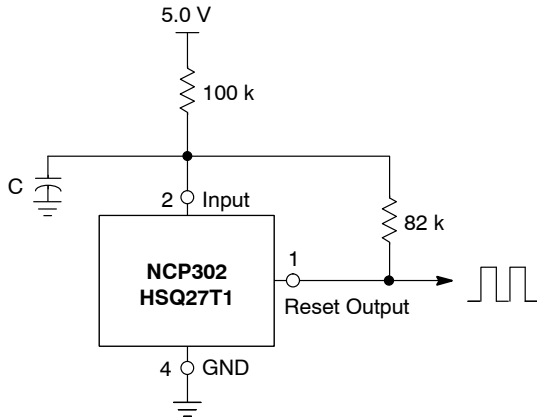 5.0 V
100 k
C
2 Input
82 k
NCP302
HSQ27T1
1
Reset Output
4 GND